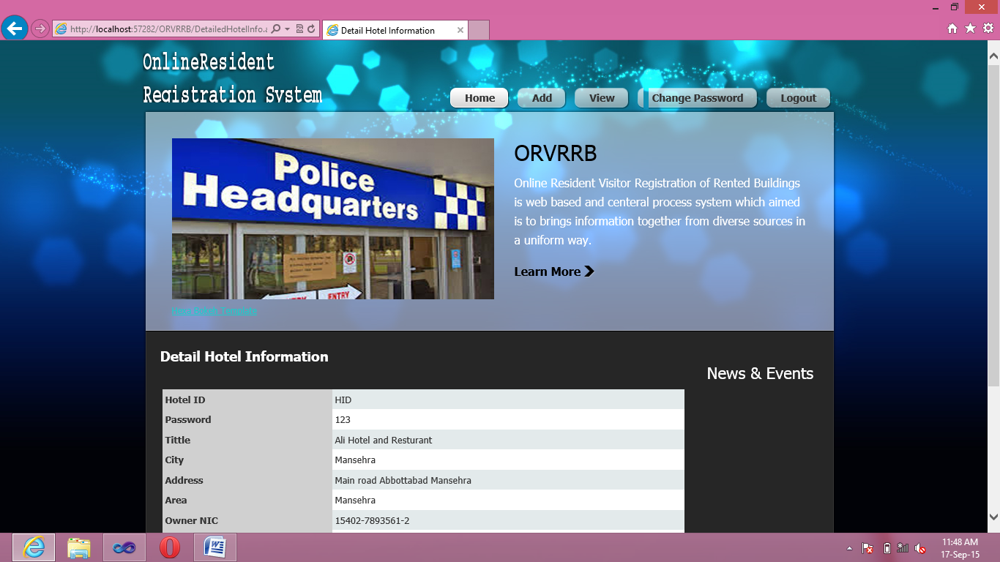 http://localhost:57282/ORVRRB/DetailedHotelInfo.a
Detail Hotel Information
OnlineResident
Registration System
Home
Add
View
Change Password
Logout
Police
Headquarters
ENTRY
ORVRRB
Online Resident Visitor Registration of Rented Buildings
is web based and centeral process system which aimed
is to brings information together from diverse sources in
a uniform way.
Learn More
Detail Hotel Information
News & Events
Hotel ID HID
Password 123
Tittle Ali Hotel and Resturant
City Mansehra
Address Main road Abbottabad Mansehra
Area Mansehra
Owner NIC 15402-7893561-2
11:48 AM
17-Sep-15